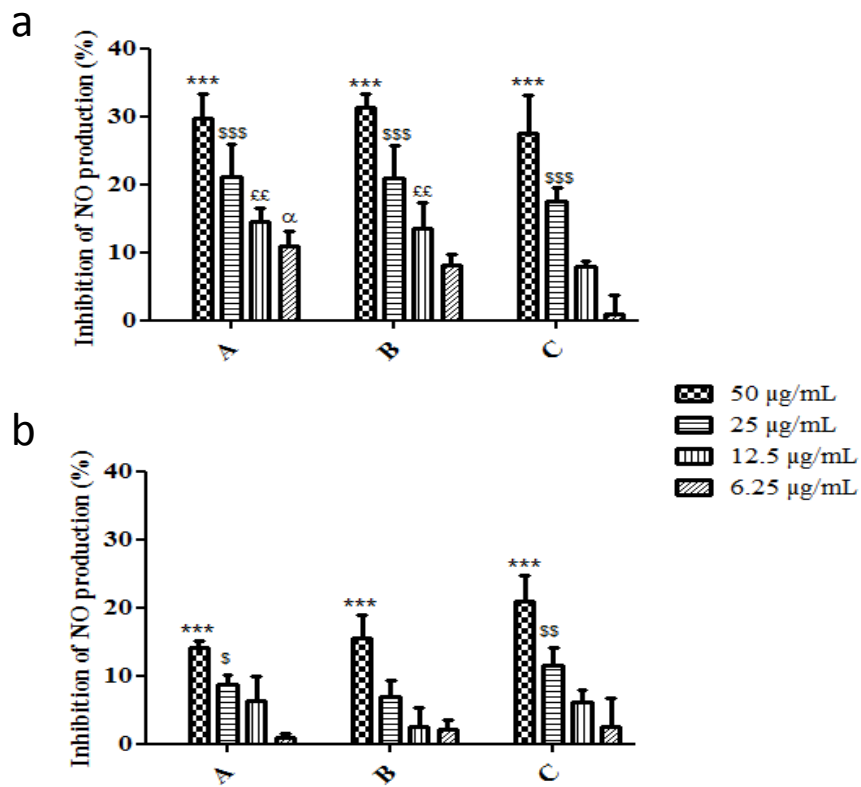 a
Inhibition of NO production (%)
40
30
20
10
0
*** $$$ ££ α
*** $$$ ££
*** $$$
A B C
50 µg/mL
25 µg/mL
12.5 µg/mL
6.25 µg/mL
b
Inhibition of NO production (%)
40
30
20
10
0
*** $
***
*** $$
A B C